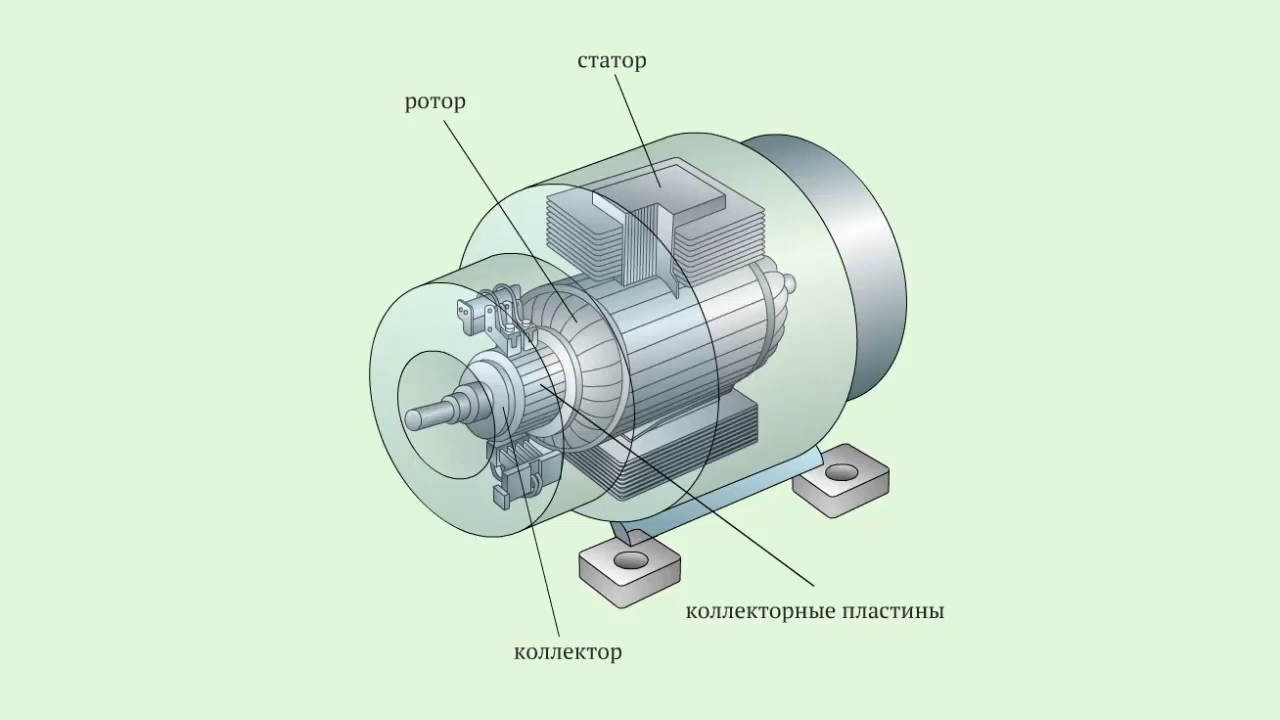 статор
ротор
коллекторные пластины
коллектор